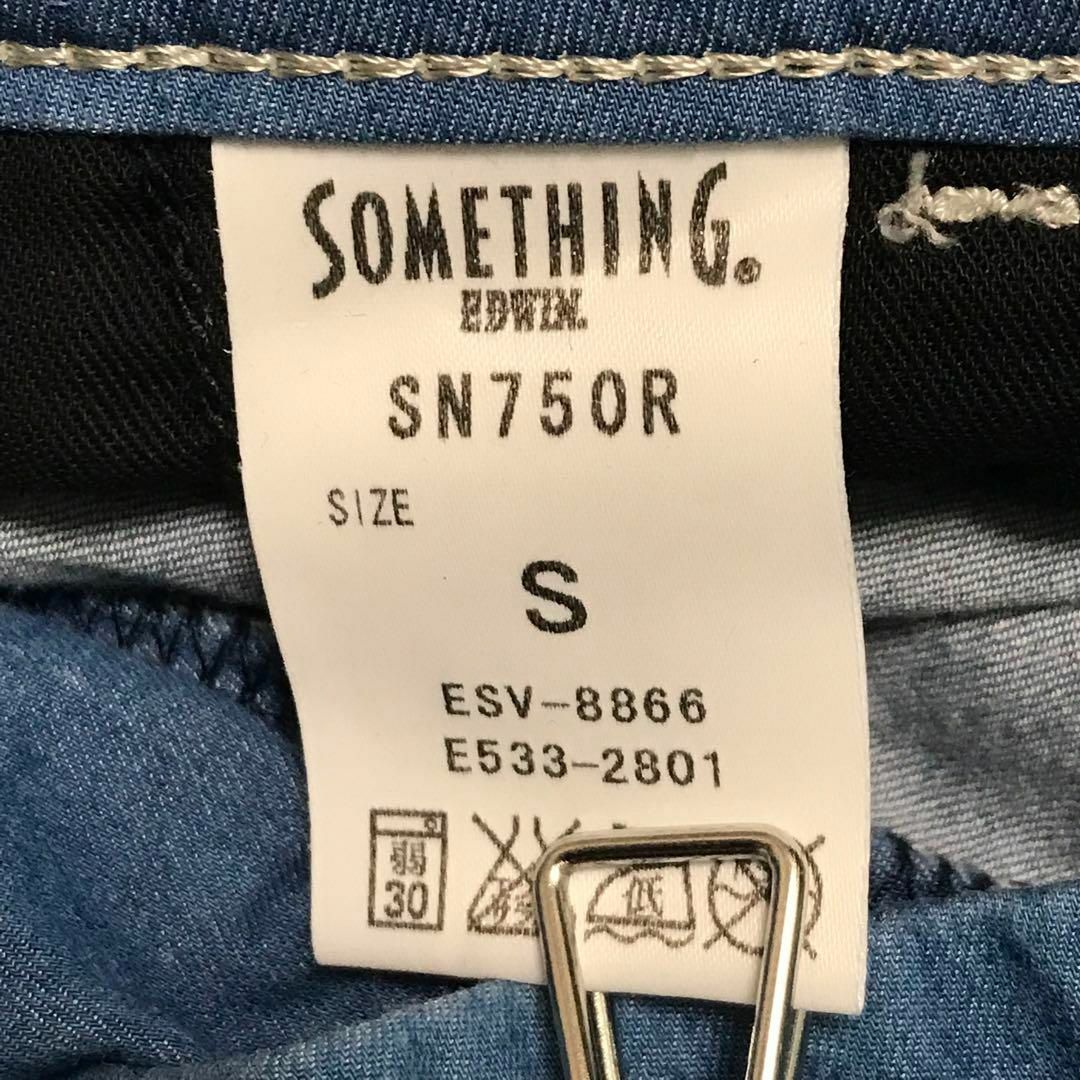 SOMETHING.®
EDWIN.
SN750R
SIZE
S
ESV-8866
E533-2801
弱 低
30